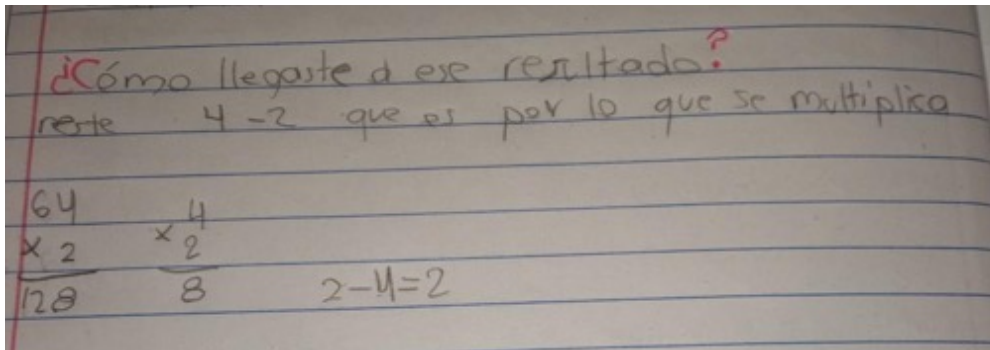 ¿Cómo llegaste a ese resultado?
reste 4-2 que es por lo que se multiplica
64 4
x 2 x 2
128 8 2-4=2